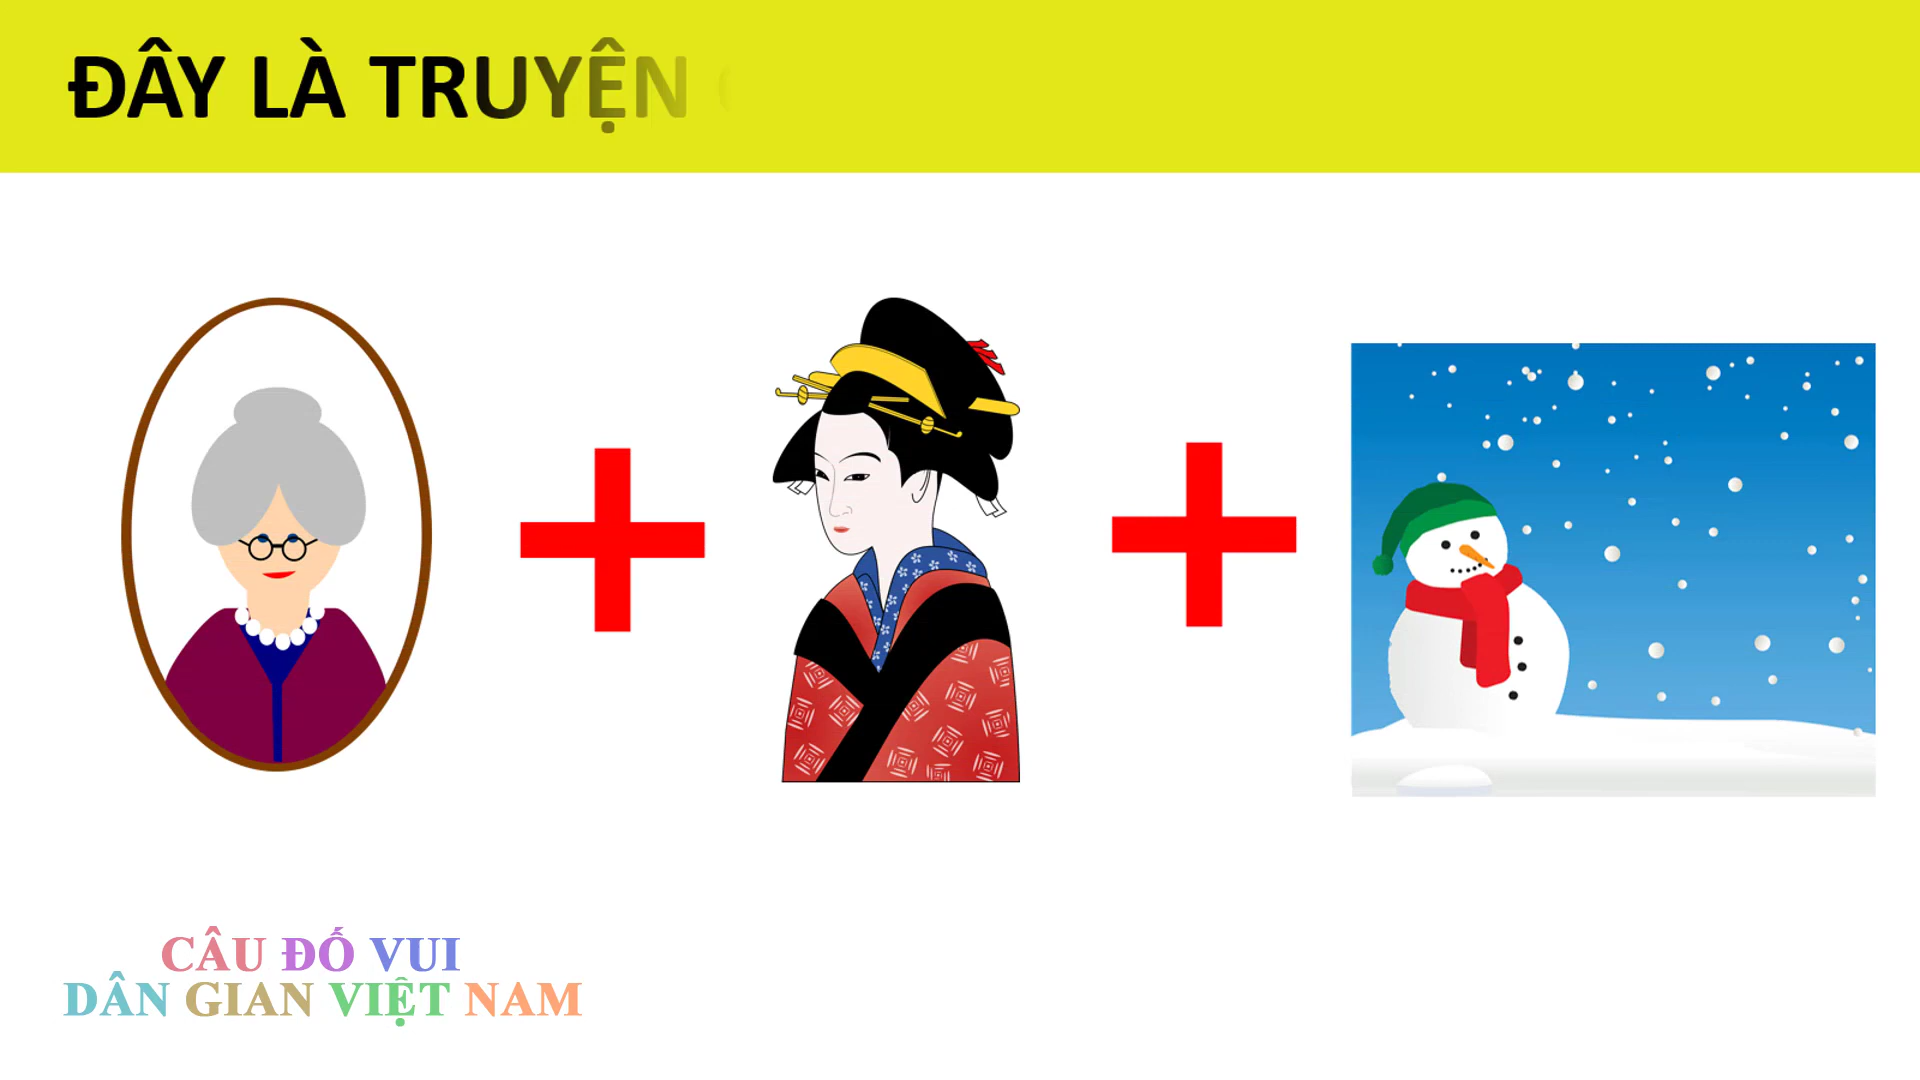 ĐÂY LÀ TRUYỆN
CÂU ĐỐ VUI
DÂN GIAN VIỆT NAM